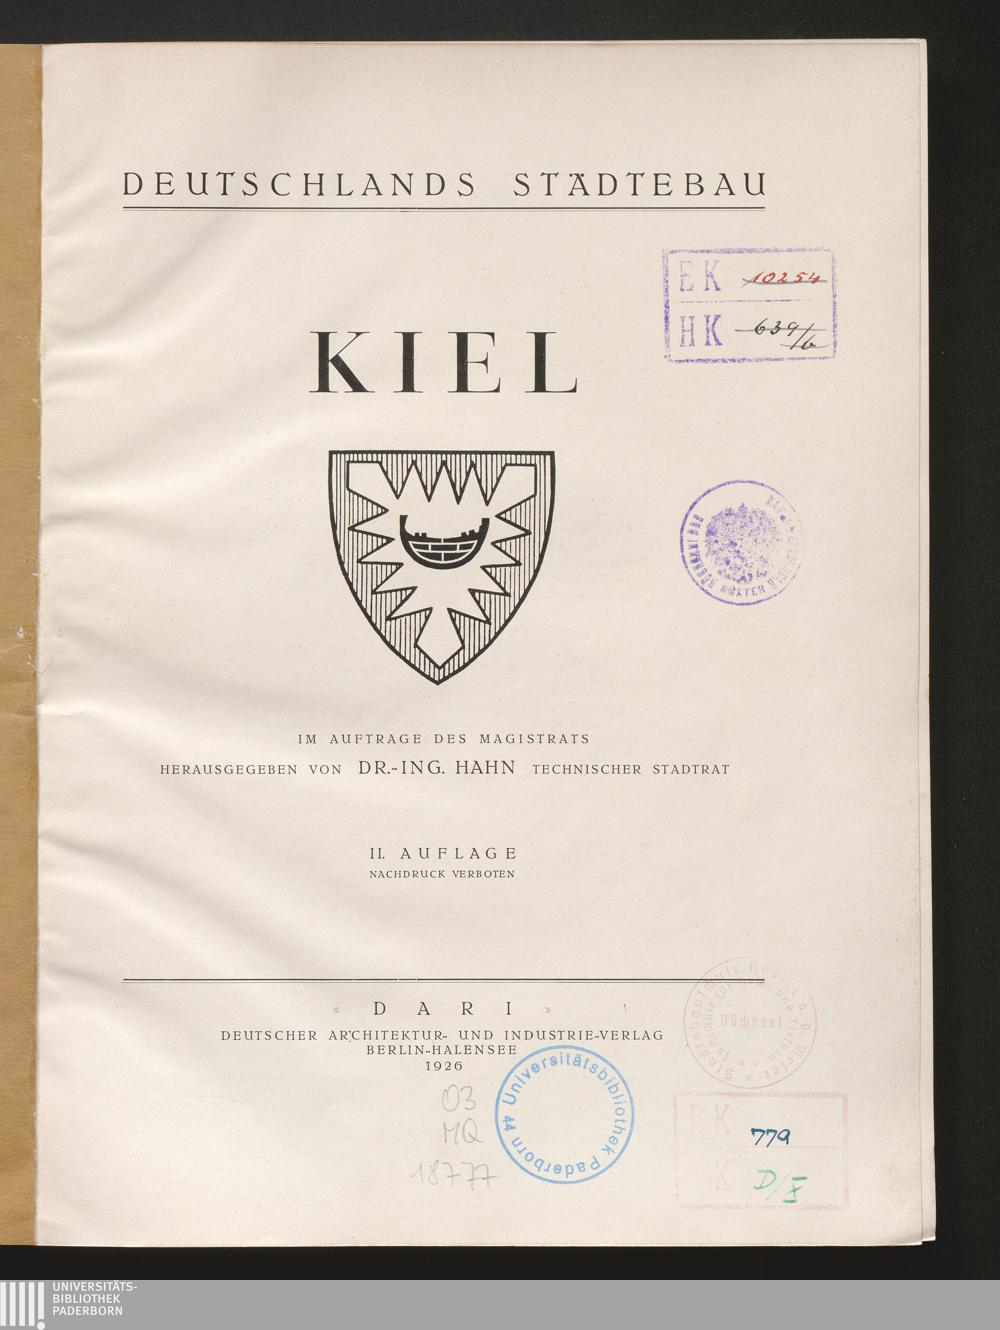 DEUTSCHLANDS STÄDTEBAU
EK 10254
HK 639/6
KIEL
IM AUFTRAGE DES MAGISTRATS
HERAUSGEGEBEN VON DR.-ING. HAHN TECHNISCHER STADTRAT
II. AUFLAGE
NACHDRUCK VERBOTEN
« DARI »
DEUTSCHER ARCHITEKTUR- UND INDUSTRIE-VERLAG
BERLIN-HALENSEE
1926
Bücherei
03
MQ
18777
44 Universitätsbibliothek Paderborn
EK 779
K D/X
UNIVERSITÄTS-
BIBLIOTHEK
PADERBORN